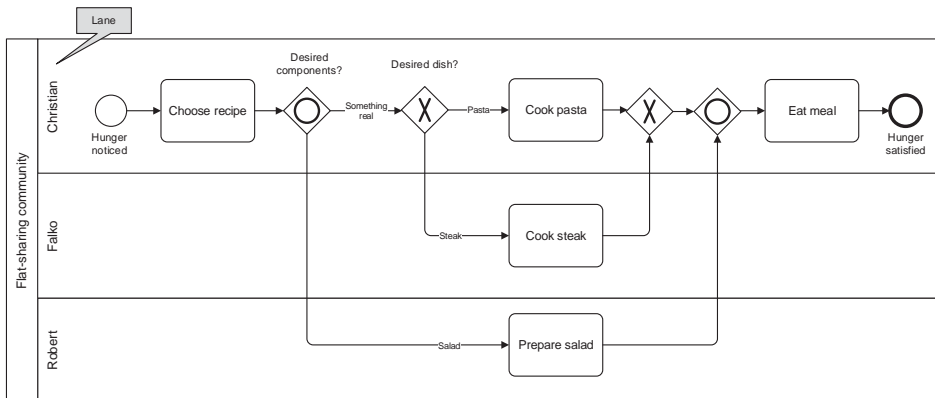 Lane
Flat-sharing community
Christian
Hunger
noticed
Choose recipe
Desired
components?
Something
real
Desired dish?
Pasta
Cook pasta
Eat meal
Hunger
satisfied
Falko
Steak
Cook steak
Robert
Salad
Prepare salad